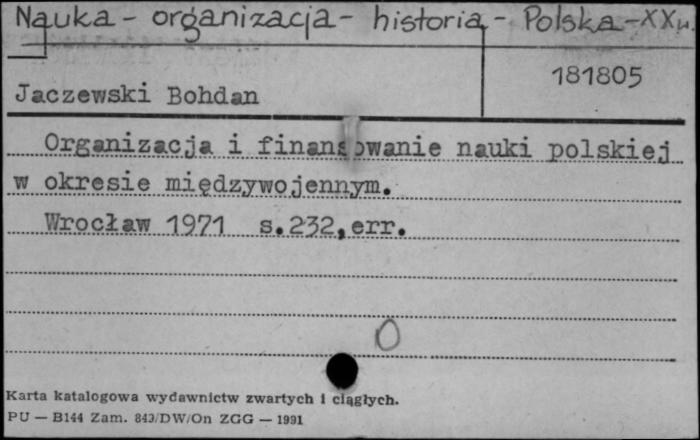 Nauka - organizacja - historia - Polska - XX w.
181805
Jaczewski Bohdan
Organizacja i finansowanie nauki polskiej
w okresie międzywojennym.
Wrocław 1971 s.232,err.
O
Karta katalogowa wydawnictw zwartych i ciągłych.
PU — B144 Zam. 843/DW/On ZGG — 1991